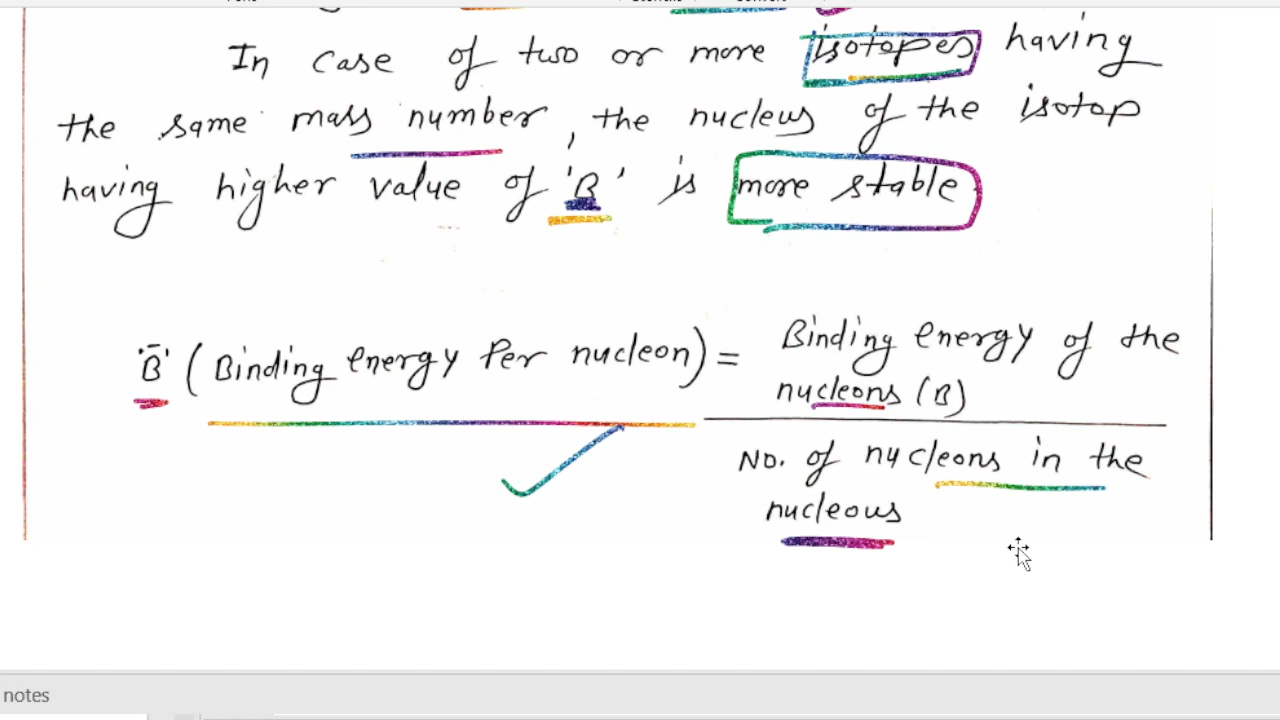 In case of two or more isotopes having
the same mass number, the nucleus of the isotop
having higher value of 'B' is more stable.
'B̄' (Binding energy Per nucleon) = Binding energy of the
nucleons (B)
No. of nucleons in the
nucleous
notes